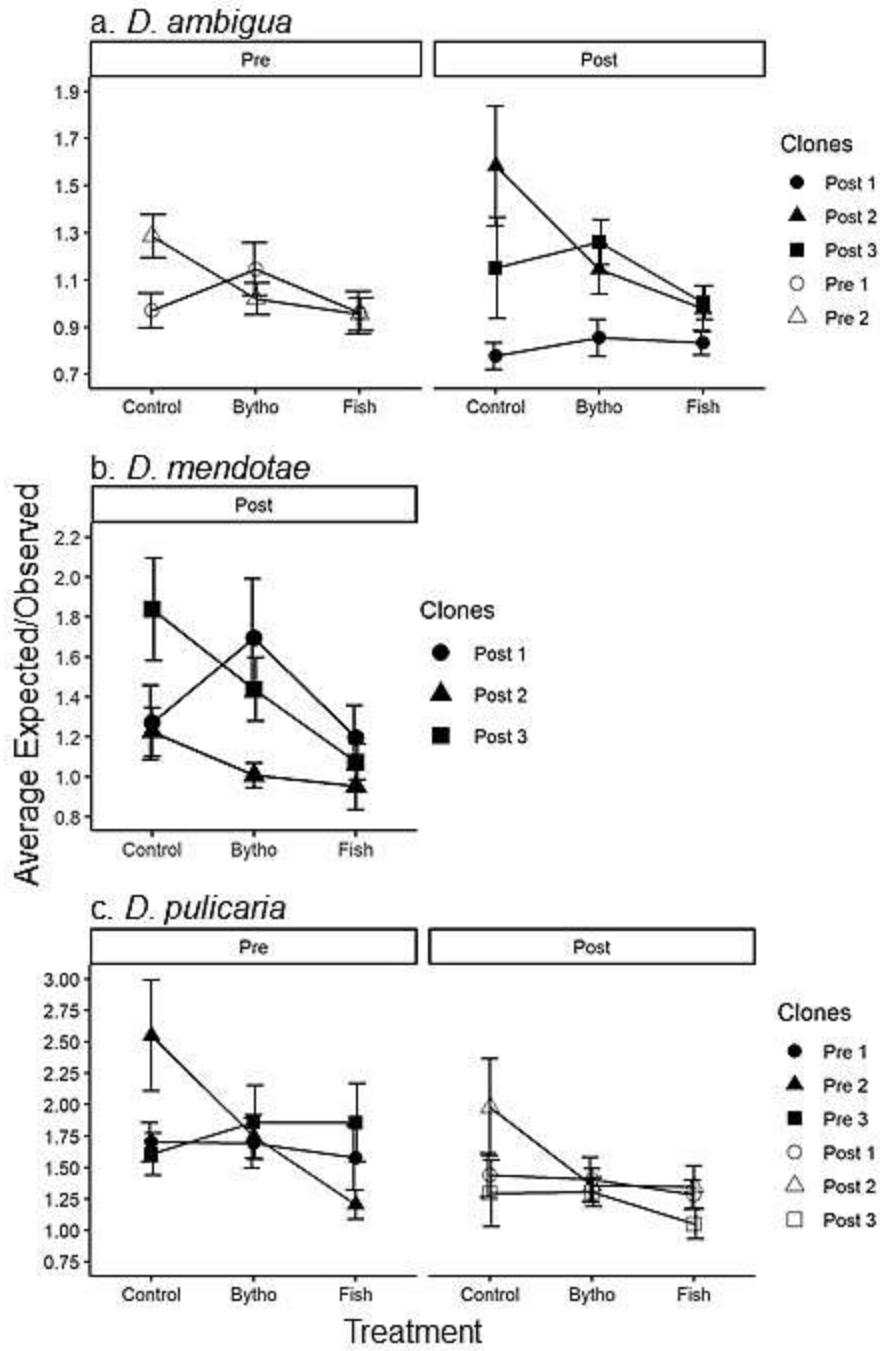 a. D. ambigua
Pre
Post
1.9
1.7
1.5
1.3
1.1
0.9
0.7
Control
Bytho
Fish
Control
Bytho
Fish
Clones
Post 1
Post 2
Post 3
Pre 1
Pre 2
b. D. mendotae
Post
2.2
2.0
1.8
1.6
1.4
1.2
1.0
0.8
Control
Bytho
Fish
Clones
Post 1
Post 2
Post 3
Average Expected/Observed
c. D. pulicaria
Pre
Post
3.00
2.75
2.50
2.25
2.00
1.75
1.50
1.25
1.00
0.75
Control
Bytho
Fish
Control
Bytho
Fish
Clones
Pre 1
Pre 2
Pre 3
Post 1
Post 2
Post 3
Treatment